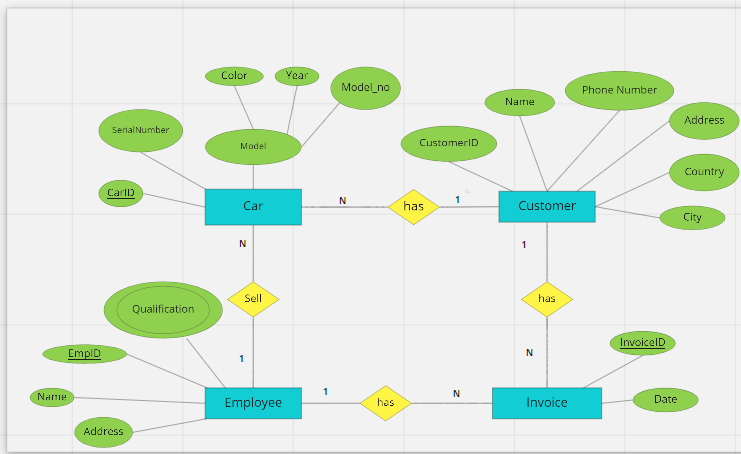 Color
Year
Model_no
Phone Number
Name
SerialNumber
Address
Model
CustomerID
Country
CarID
Car
N
has
1
Customer
City
N
1
Sell
has
Qualification
InvoiceID
EmpID
1
N
Name
Employee
1
has
N
Invoice
Date
Address